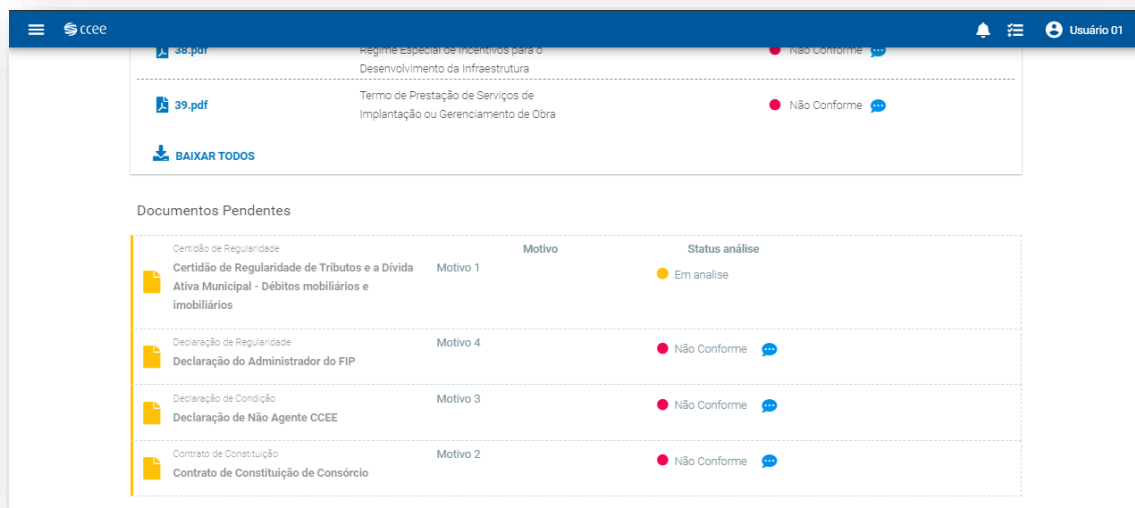 ccee
Usuário 01
38.pdf
Regime Especial de Incentivos para o
Desenvolvimento da Infraestrutura
Não Conforme
39.pdf
Termo de Prestação de Serviços de
Implantação ou Gerenciamento de Obra
Não Conforme
BAIXAR TODOS
Documentos Pendentes
Certidão de Regularidade
Motivo
Status análise
Certidão de Regularidade de Tributos e a Dívida
Ativa Municipal - Débitos mobiliários e
imobiliários
Motivo 1
Em analise
Declaração de Regularidade
Declaração do Administrador do FIP
Motivo 4
Não Conforme
Declaração de Condição
Declaração de Não Agente CCEE
Motivo 3
Não Conforme
Contrato de Constituição
Contrato de Constituição de Consórcio
Motivo 2
Não Conforme